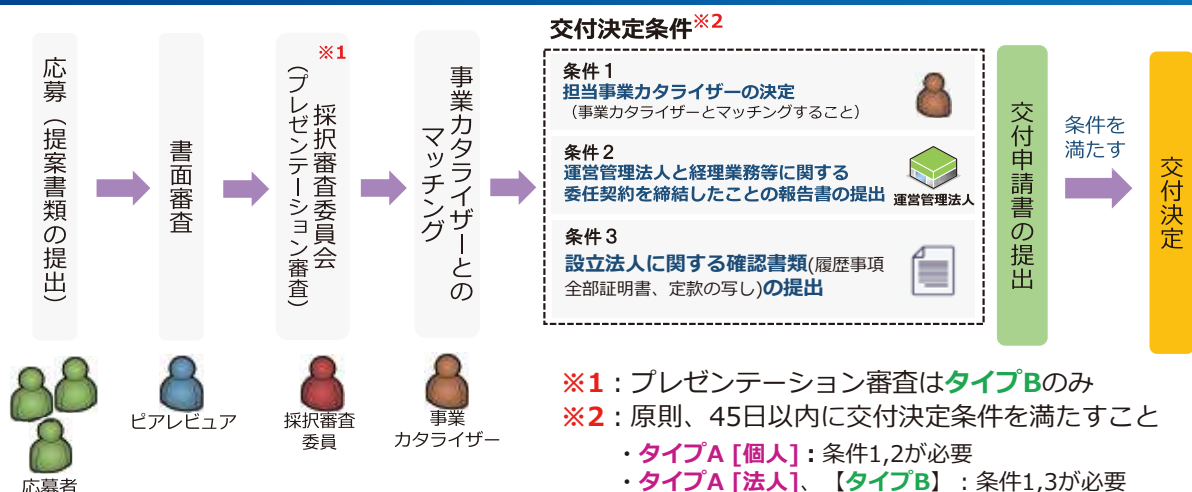 応募（提案書類の提出）
応募者
書面審査
ピアレビュア
※1
採択審査委員会
（プレゼンテーション審査）
採択審査
委員
事業カタライザーとの
マッチング
事業
カタライザー
交付決定条件※2
条件１
担当事業カタライザーの決定
（事業カタライザーとマッチングすること）
条件２
運営管理法人と経理業務等に関する
委任契約を締結したことの報告書の提出
運営管理法人
条件３
設立法人に関する確認書類(履歴事項
全部証明書、定款の写し)の提出
交付申請書の提出
条件を
満たす
交付決定
※1：プレゼンテーション審査はタイプBのみ
※2：原則、45日以内に交付決定条件を満たすこと
・タイプA [個人]：条件1,2が必要
・タイプA [法人]、【タイプB】：条件1,3が必要